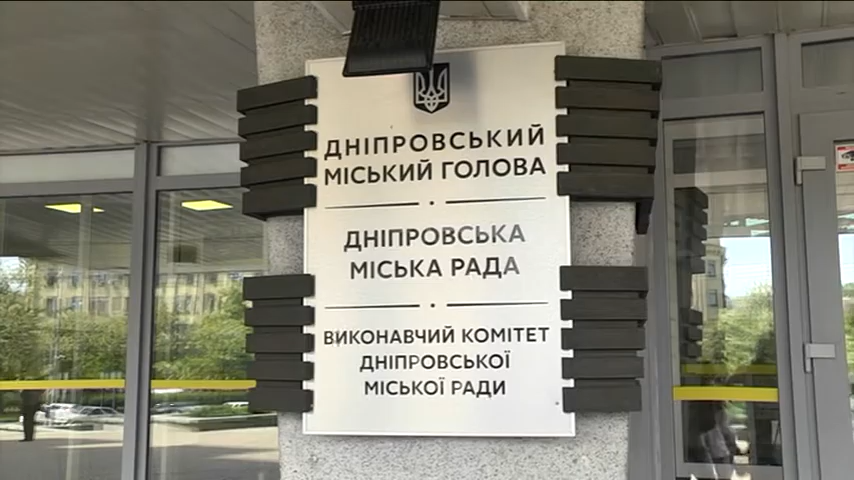 ДНІПРОВСЬКИЙ
МІСЬКИЙ ГОЛОВА
ДНІПРОВСЬКА
МІСЬКА РАДА
ВИКОНАВЧИЙ КОМІТЕТ
ДНІПРОВСЬКОЇ
МІСЬКОЇ РАДИ